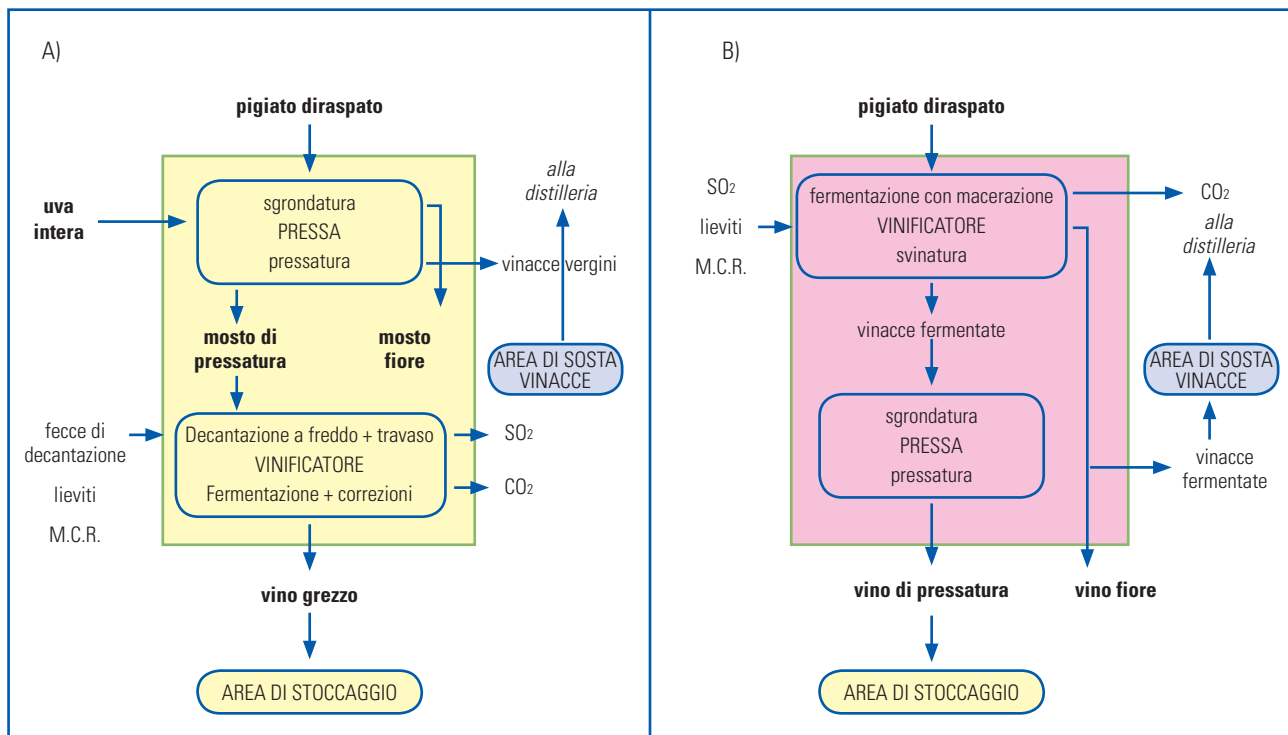 A)
pigiato diraspato
uva
intera
sgrondatura
PRESSA
pressatura
alla
distilleria
vinacce vergini
mosto di
pressatura
mosto
fiore
AREA DI SOSTA
VINACCE
fecce di
decantazione
lieviti
M.C.R.
Decantazione a freddo + travaso
VINIFICATORE
Fermentazione + correzioni
SO₂
CO₂
vino grezzo
AREA DI STOCCAGGIO
B)
pigiato diraspato
SO₂
lieviti
M.C.R.
fermentazione con macerazione
VINIFICATORE
svinatura
CO₂
alla
distilleria
vinacce fermentate
AREA DI SOSTA
VINACCE
sgrondatura
PRESSA
pressatura
vinacce
fermentate
vino di pressatura
vino fiore
AREA DI STOCCAGGIO